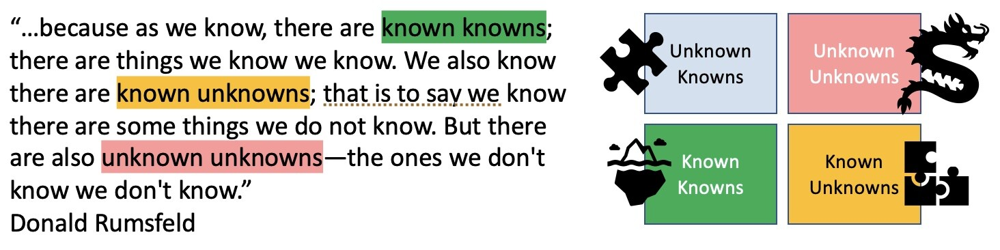 “...because as we know, there are known knowns;
there are things we know we know. We also know
there are known unknowns; that is to say we know
there are some things we do not know. But there
are also unknown unknowns—the ones we don't
know we don't know.”
Donald Rumsfeld
Unknown
Knowns
Unknown
Unknowns
Known
Knowns
Known
Unknowns